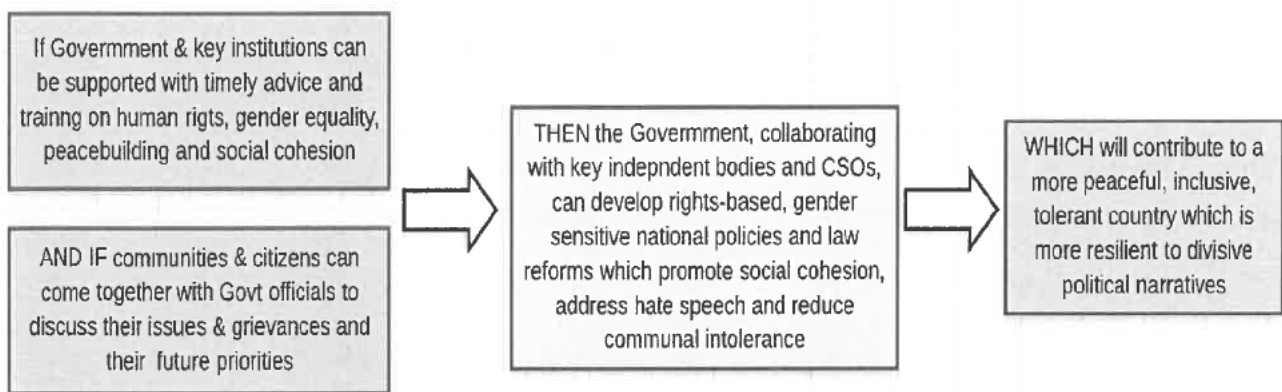 If Govermment & key institutions can
be supported with timely advice and
trainng on human rigts, gender equality,
peacebuilding and social cohesion
AND IF communities & citizens can
come together with Govt officials to
discuss their issues & grievances and
their future priorities
THEN the Govermment, collaborating
with key indepndent bodies and CSOs,
can develop rights-based, gender
sensitive national policies and law
reforms which promote social cohesion,
address hate speech and reduce
communal intolerance
WHICH will contribute to a
more peaceful, inclusive,
tolerant country which is
more resilient to divisive
political narratives